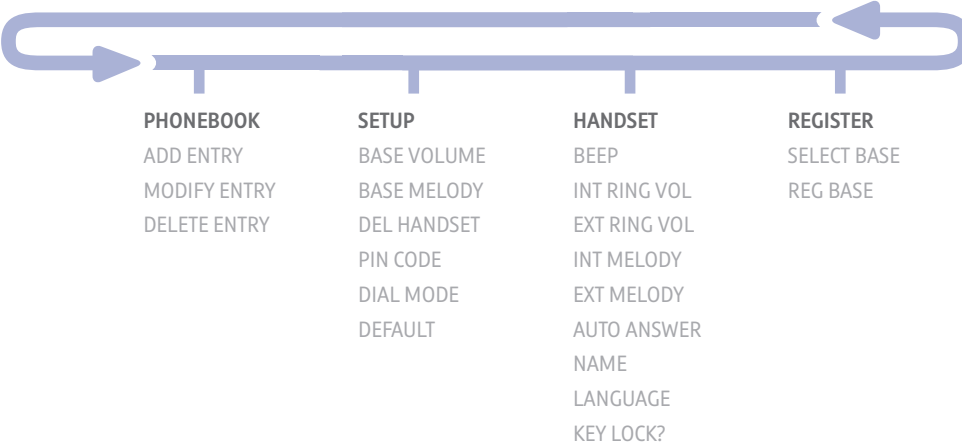 PHONEBOOK
ADD ENTRY
MODIFY ENTRY
DELETE ENTRY
SETUP
BASE VOLUME
BASE MELODY
DEL HANDSET
PIN CODE
DIAL MODE
DEFAULT
HANDSET
BEEP
INT RING VOL
EXT RING VOL
INT MELODY
EXT MELODY
AUTO ANSWER
NAME
LANGUAGE
KEY LOCK?
REGISTER
SELECT BASE
REG BASE